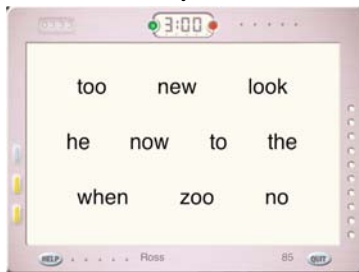 3:00
too new look
he now to the
when zoo no
HELP Ross 85 QUIT